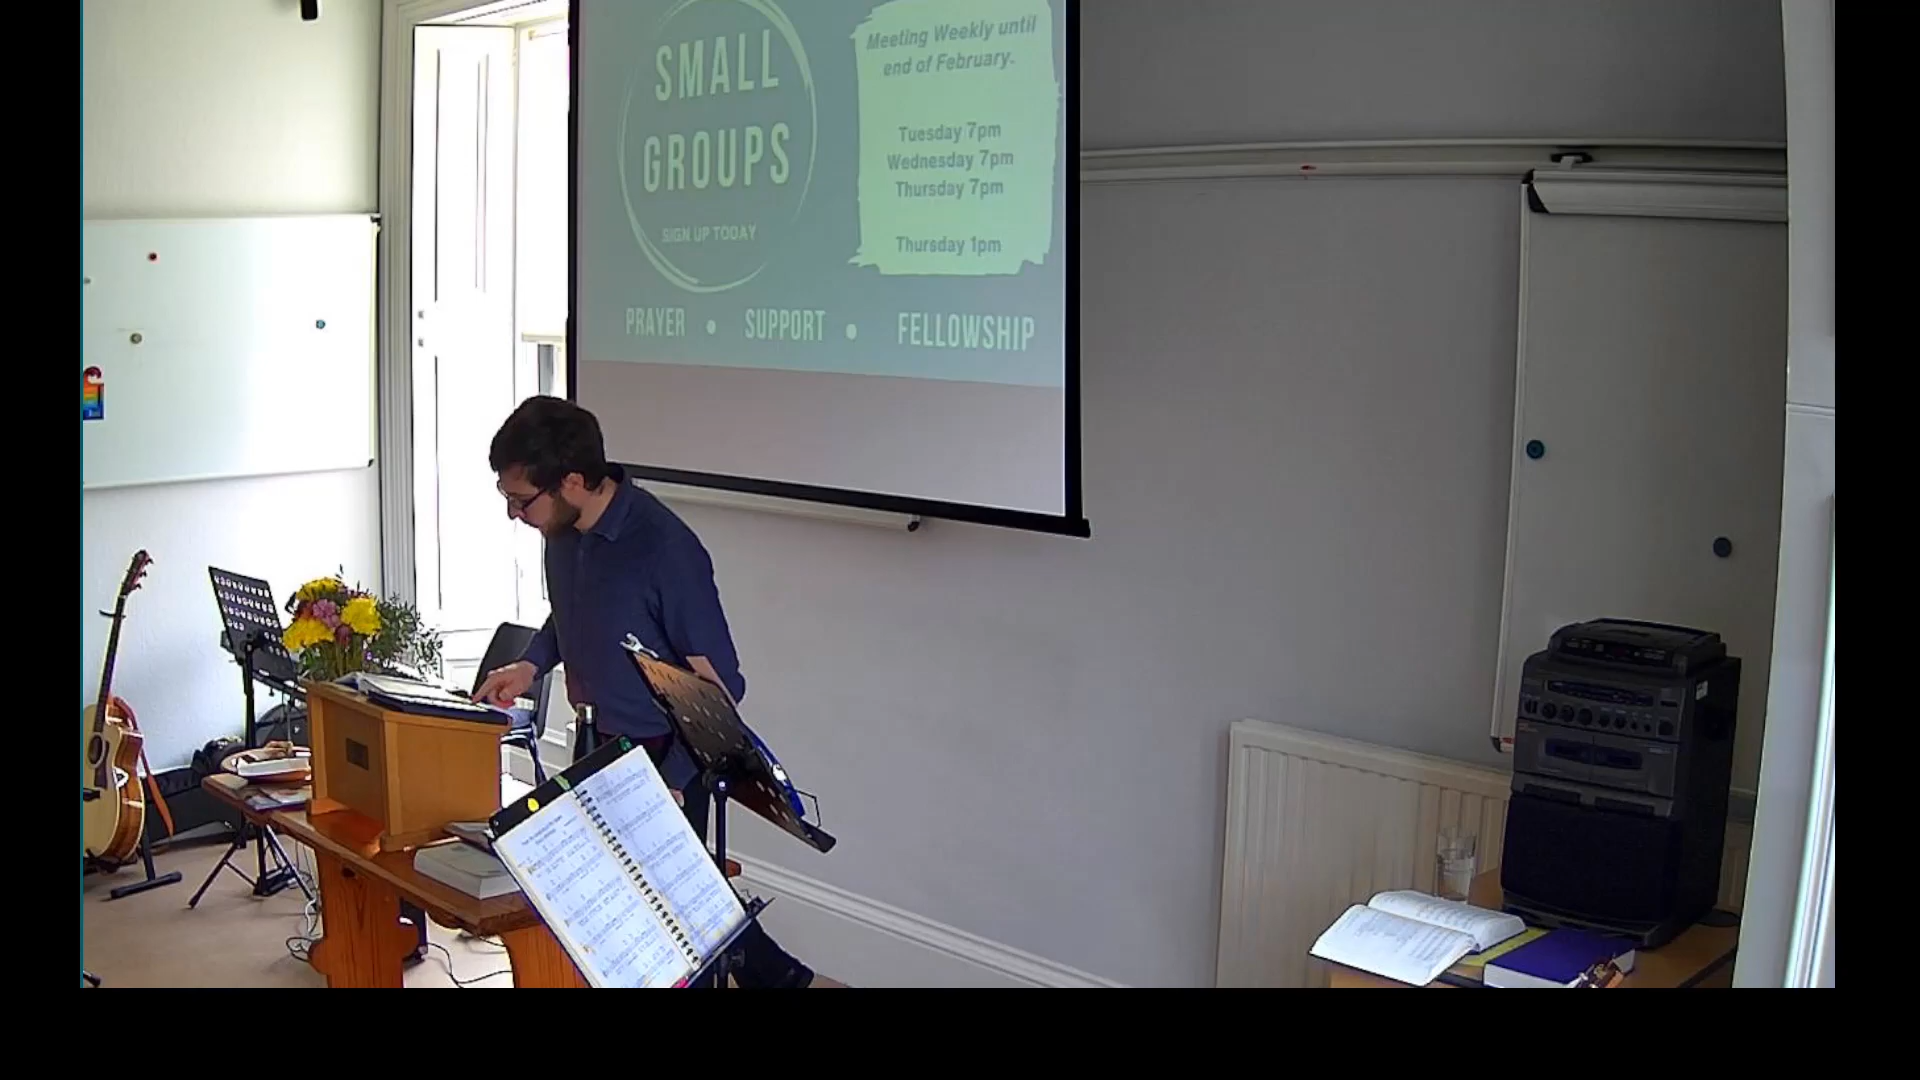 SMALL
GROUPS
SIGN UP TODAY
Meeting Weekly until
end of February.
Tuesday 7pm
Wednesday 7pm
Thursday 7pm
Thursday 1pm
PRAYER • SUPPORT • FELLOWSHIP